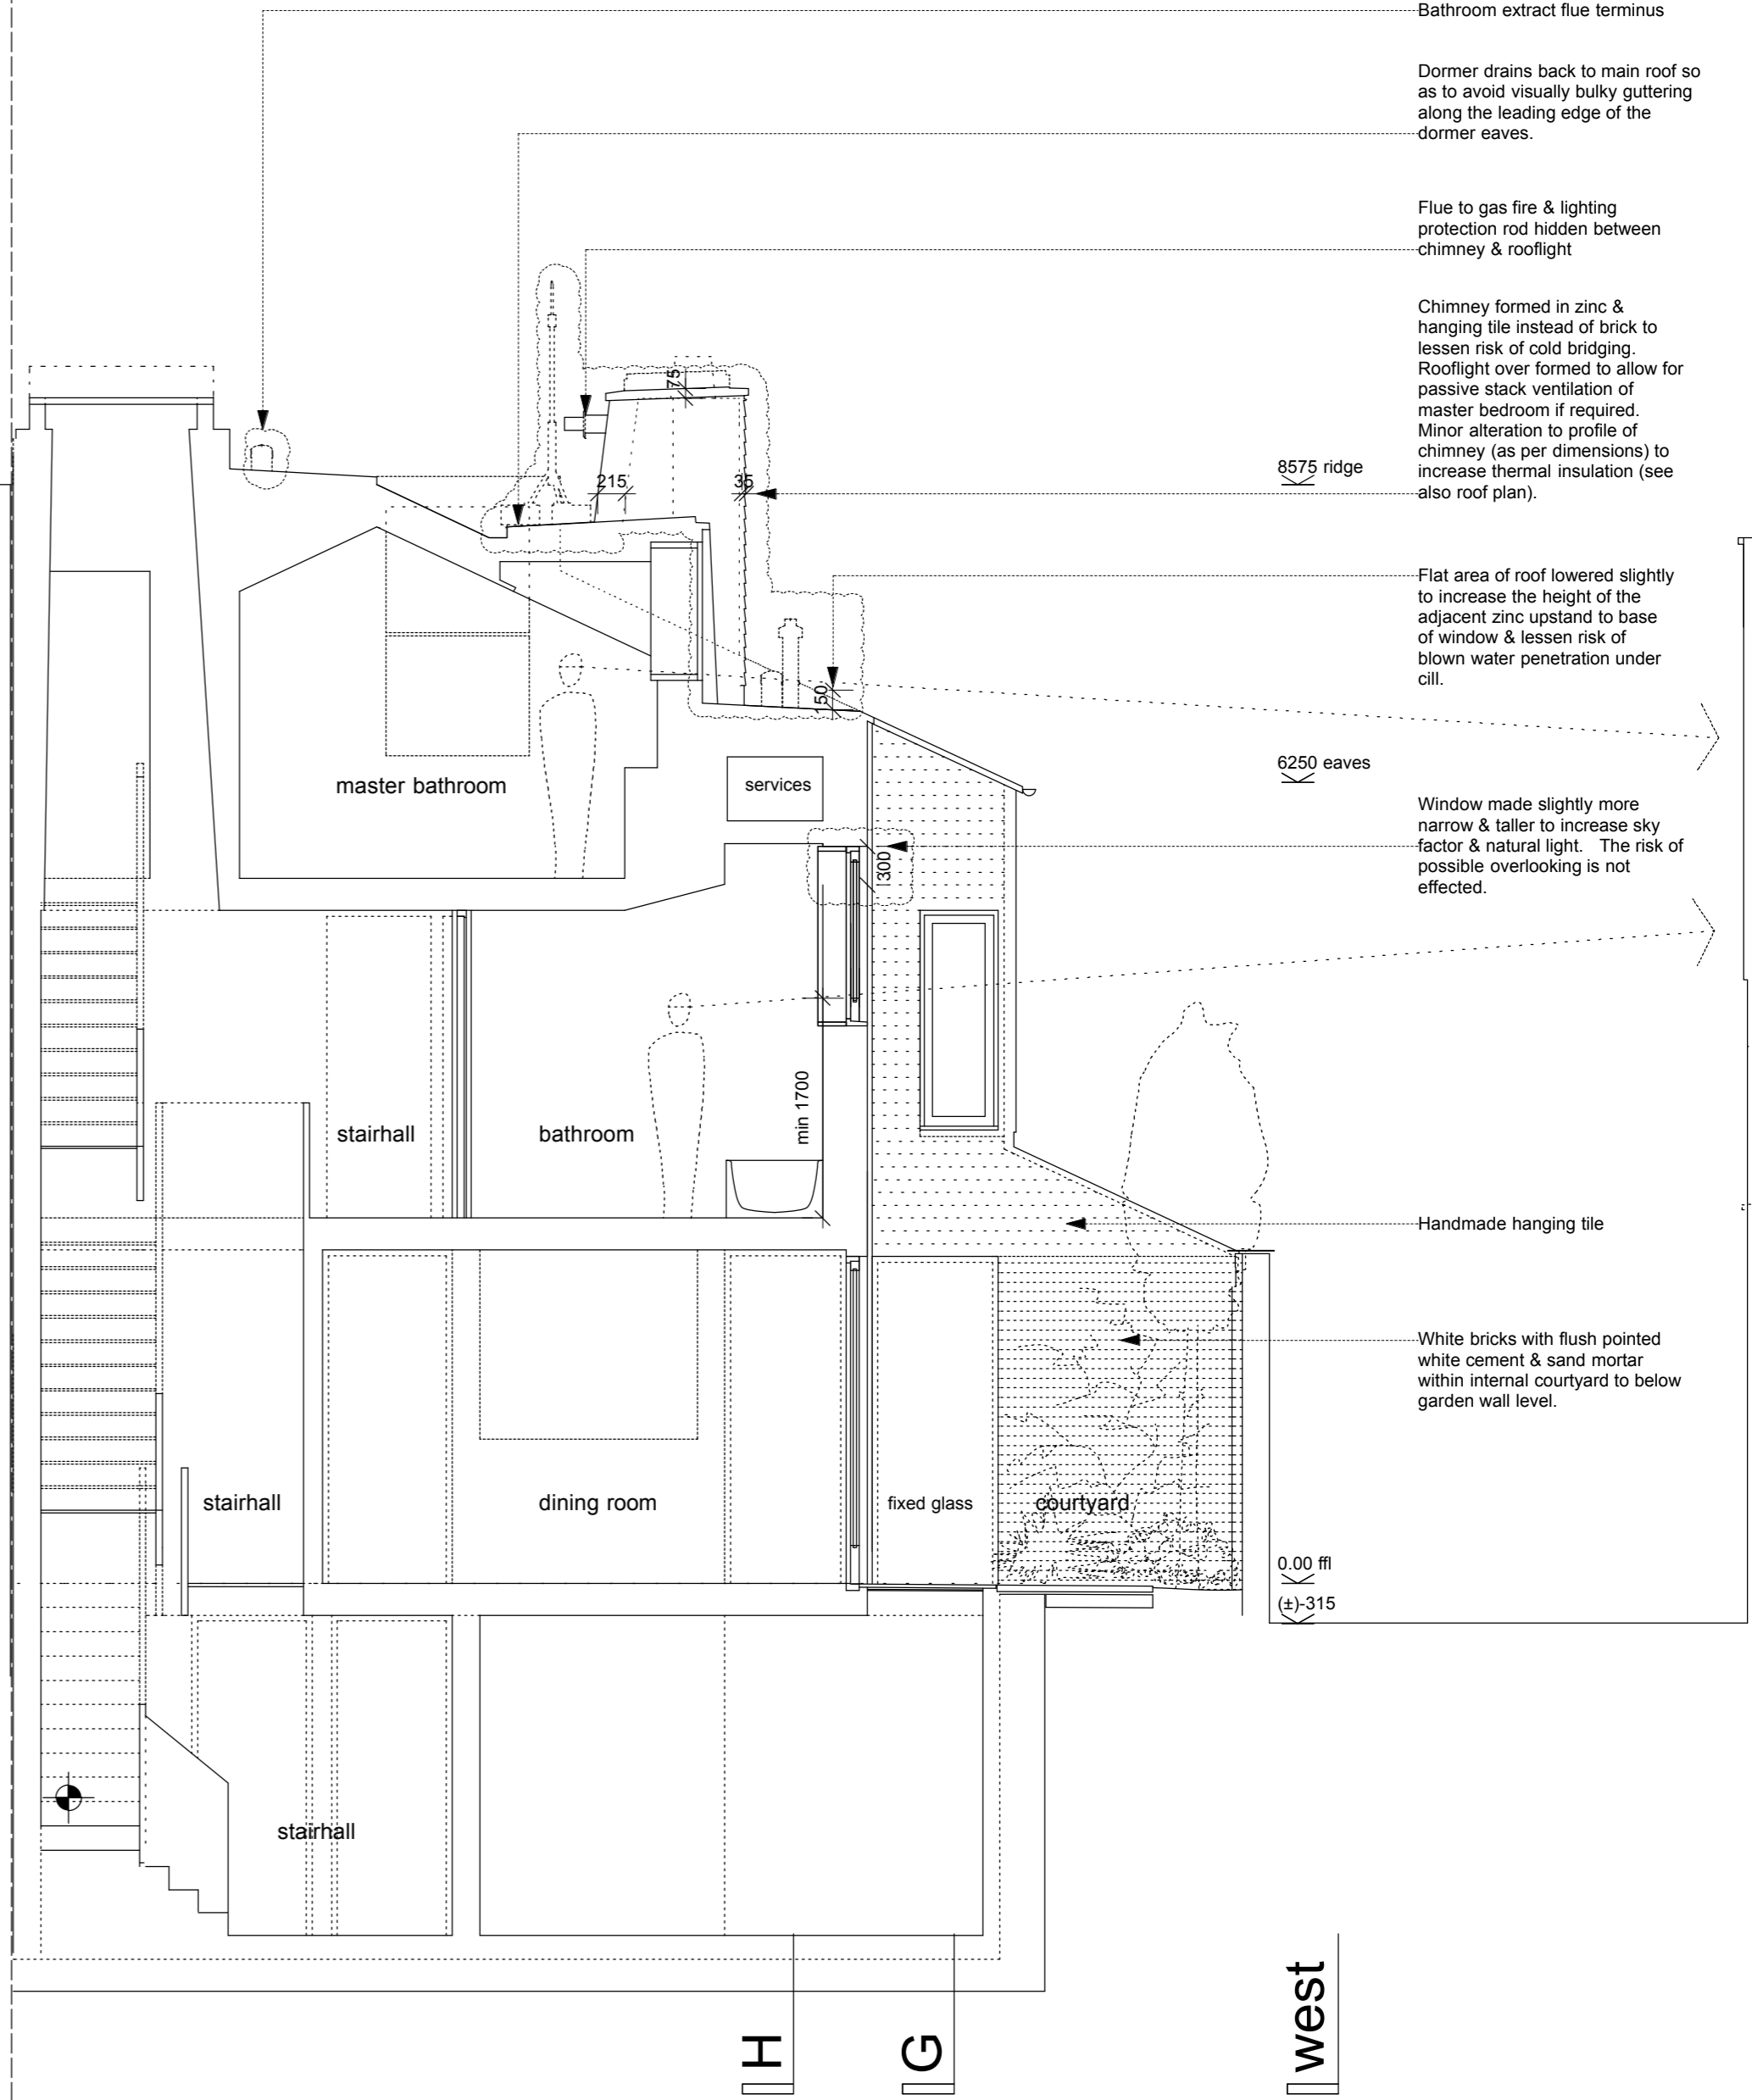 Bathroom extract flue terminus
Dormer drains back to main roof so
as to avoid visually bulky guttering
along the leading edge of the
dormer eaves.
Flue to gas fire & lighting
protection rod hidden between
chimney & rooflight
Chimney formed in zinc &
hanging tile instead of brick to
lessen risk of cold bridging.
Rooflight over formed to allow for
passive stack ventilation of
master bedroom if required.
Minor alteration to profile of
chimney (as per dimensions) to
increase thermal insulation (see
also roof plan).
75
215
35
8575 ridge
Flat area of roof lowered slightly
to increase the height of the
adjacent zinc upstand to base
of window & lessen risk of
blown water penetration under
cill.
150
6250 eaves
master bathroom
services
Window made slightly more
narrow & taller to increase sky
factor & natural light. The risk of
possible overlooking is not
effected.
300
min 1700
stairhall
bathroom
Handmade hanging tile
White bricks with flush pointed
white cement & sand mortar
within internal courtyard to below
garden wall level.
stairhall
dining room
fixed glass
courtyard
0.00 ffl
(±)-315
stairhall
H
G
west